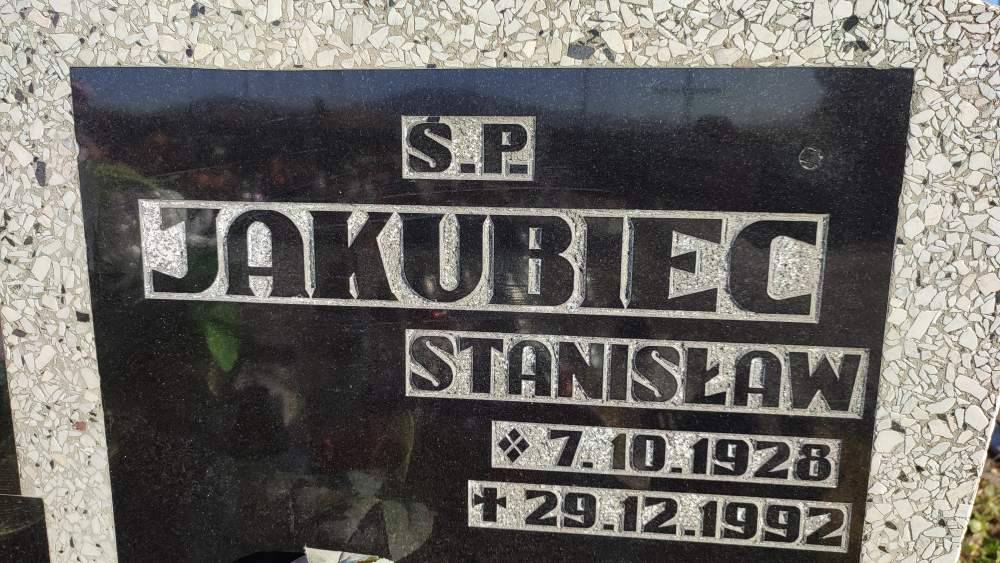 Ś.P.
JAKUBIEC
STANISŁAW
❖ 7.10.1928
✝ 29.12.1992